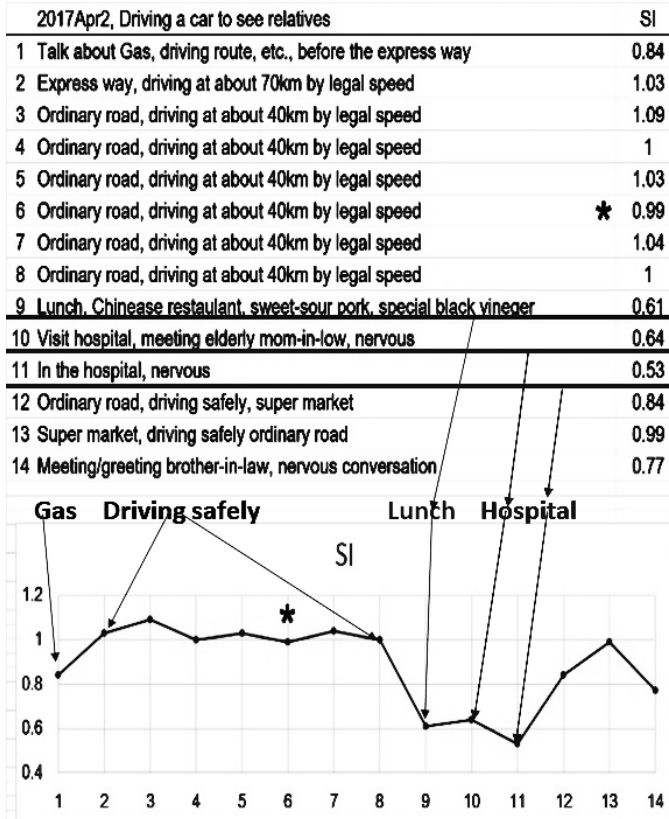 2017Apr2, Driving a car to see relatives SI
1 Talk about Gas, driving route, etc., before the express way 0.84
2 Express way, driving at about 70km by legal speed 1.03
3 Ordinary road, driving at about 40km by legal speed 1.09
4 Ordinary road, driving at about 40km by legal speed 1
5 Ordinary road, driving at about 40km by legal speed 1.03
6 Ordinary road, driving at about 40km by legal speed * 0.99
7 Ordinary road, driving at about 40km by legal speed 1.04
8 Ordinary road, driving at about 40km by legal speed 1
9 Lunch, Chinease restaulant, sweet-sour pork, special black vineger 0.61
10 Visit hospital, meeting elderly mom-in-low, nervous 0.64
11 In the hospital, nervous 0.53
12 Ordinary road, driving safely, super market 0.84
13 Super market, driving safely ordinary road 0.99
14 Meeting/greeting brother-in-law, nervous conversation 0.77
Gas Driving safely Lunch Hospital
SI
1.2
*
1
0.8
0.6
0.4
1 2 3 4 5 6 7 8 9 10 11 12 13 14